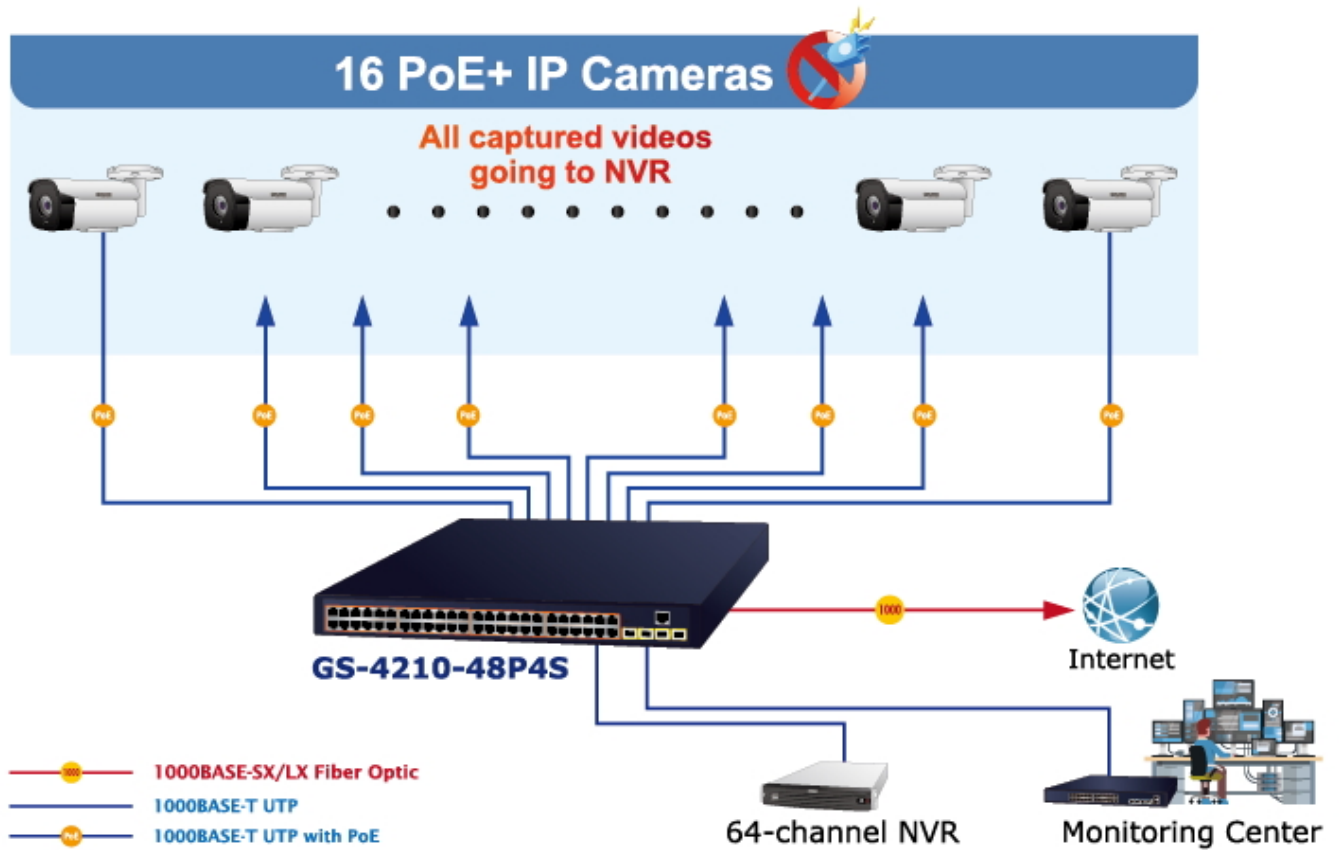 16 PoE+ IP Cameras
All captured videos
going to NVR
PoE PoE PoE PoE PoE PoE PoE PoE
1000
Internet
GS-4210-48P4S
1000 1000BASE-SX/LX Fiber Optic
1000BASE-T UTP
PoE 1000BASE-T UTP with PoE
64-channel NVR
Monitoring Center